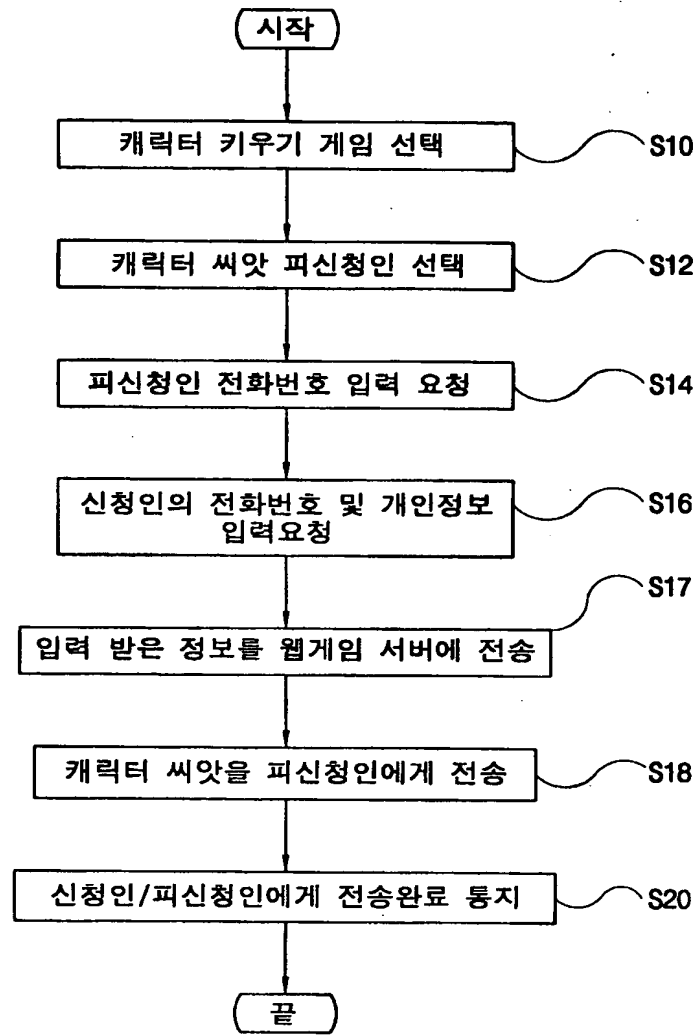 시작
캐릭터 키우기 게임 선택
S10
캐릭터 씨앗 피신청인 선택
S12
피신청인 전화번호 입력 요청
S14
신청인의 전화번호 및 개인정보
입력요청
S16
S17
입력 받은 정보를 웹게임 서버에 전송
캐릭터 씨앗을 피신청인에게 전송
S18
신청인/피신청인에게 전송완료 통지
S20
끝